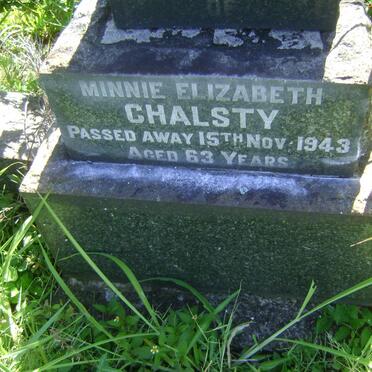 MINNIE ELIZABETH
CHALSTY
PASSED AWAY 15TH NOV. 1943
AGED 63 YEARS